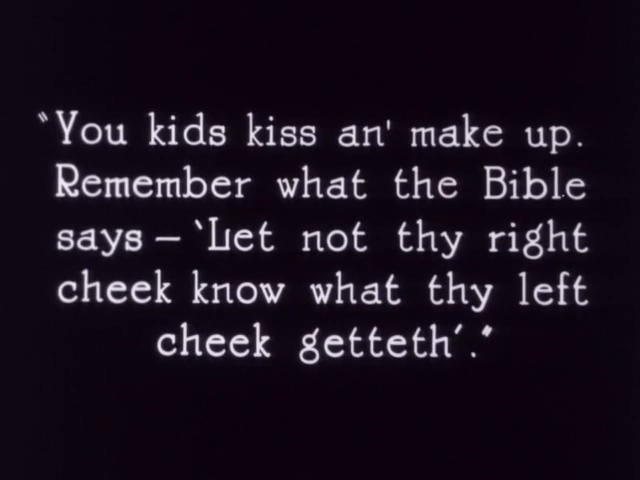 "You kids kiss an' make up.
Remember what the Bible
says — 'Let not thy right
cheek know what thy left
cheek getteth'."